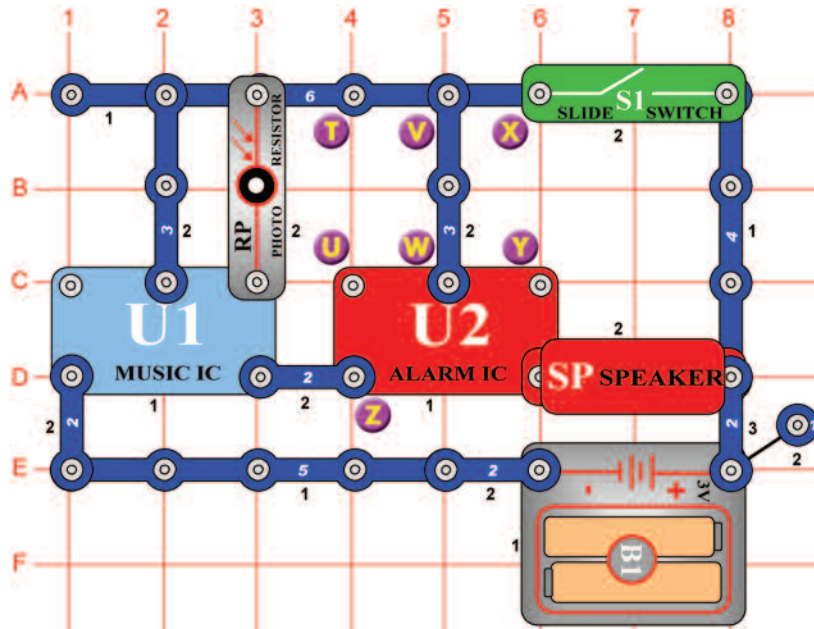 1 2 3 4 5 6 7 8
A
6
S1
SLIDE SWITCH
1
2
T V X
RESISTOR
B
3
2
RP
PHOTO
2
3
2
4
1
U W Y
C
U1
U2
2
D
MUSIC IC
2
ALARM IC
SP SPEAKER
1
2
1
Z
2
2
2
3
1
2
E
5
2
- +
3V
1
2
1
F
B1